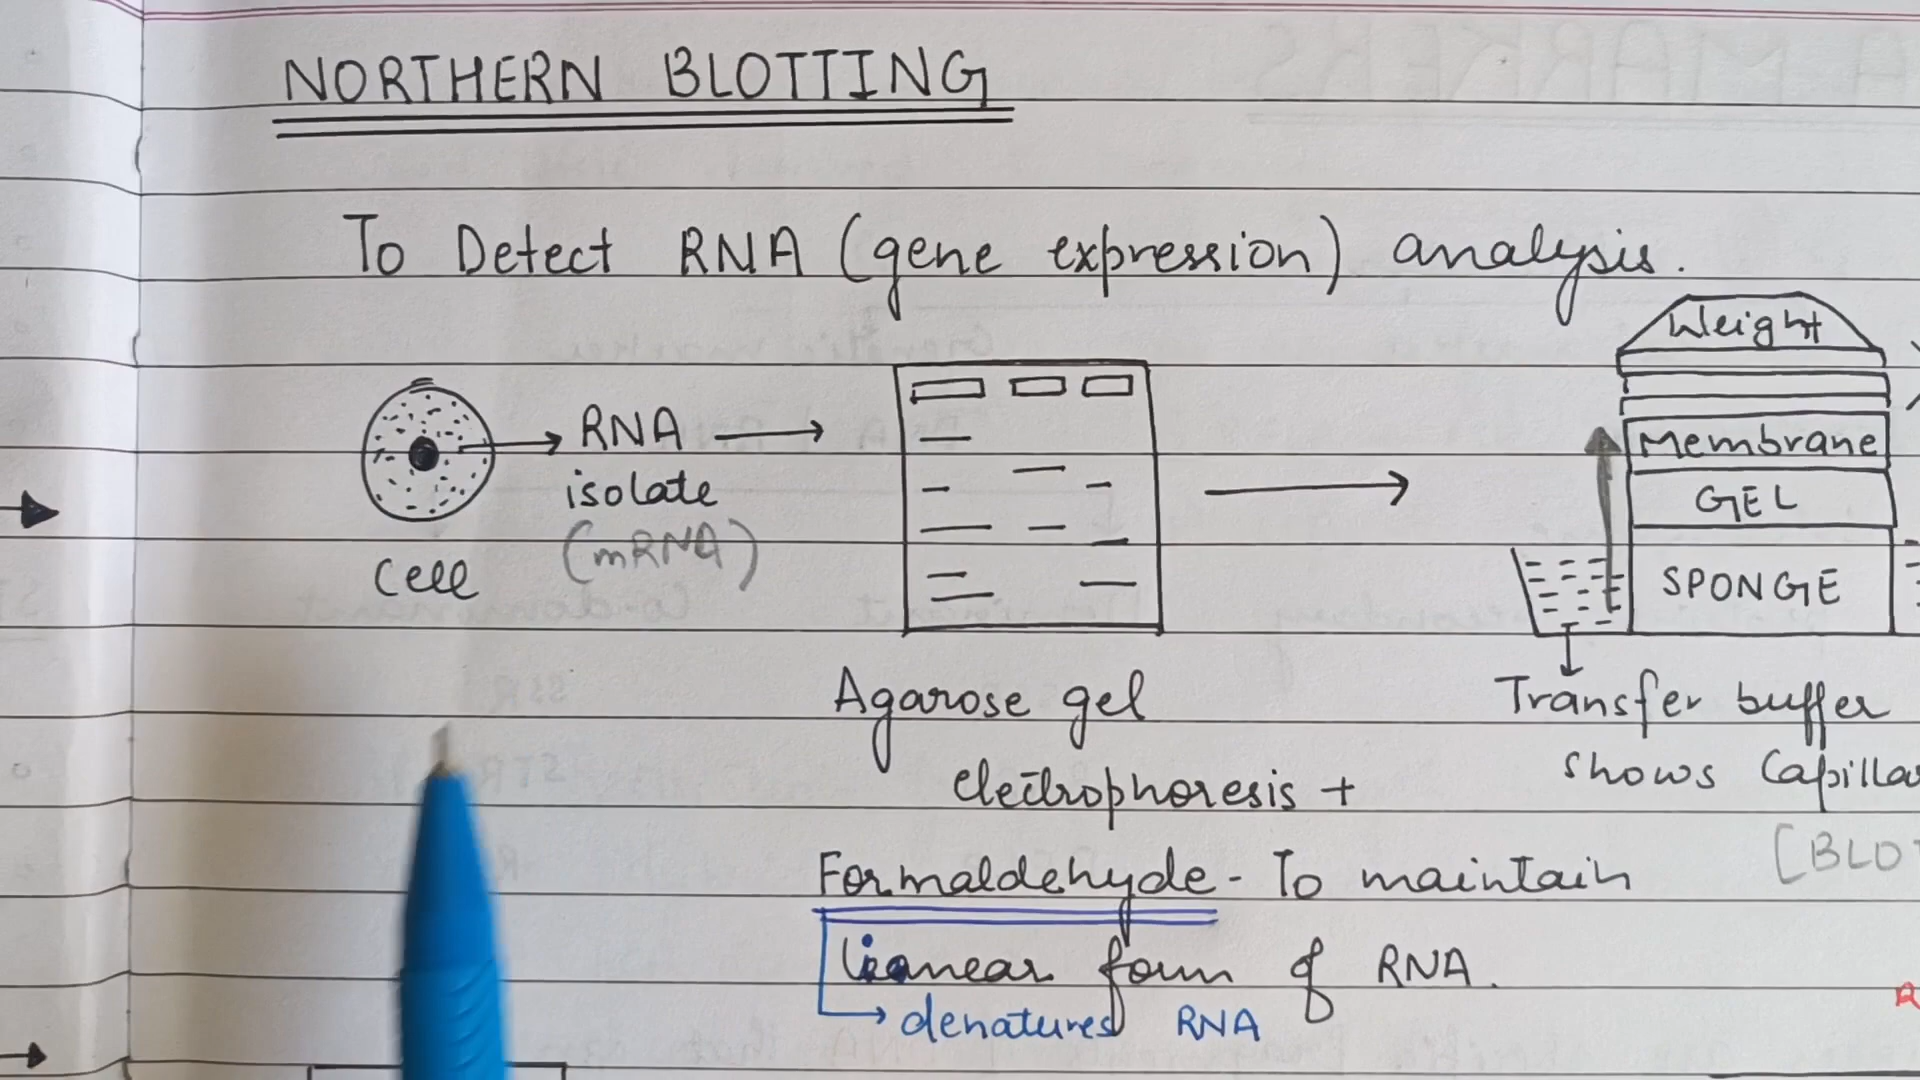 NORTHERN BLOTTING
To Detect RNA (gene expression) analysis.
Weight
RNA
isolate
(mRNA)
Cell
Membrane
GEL
SPONGE
Agarose gel
electrophoresis +
Formaldehyde - To maintain
linear form of RNA.
denatures RNA
Transfer buffer
shows